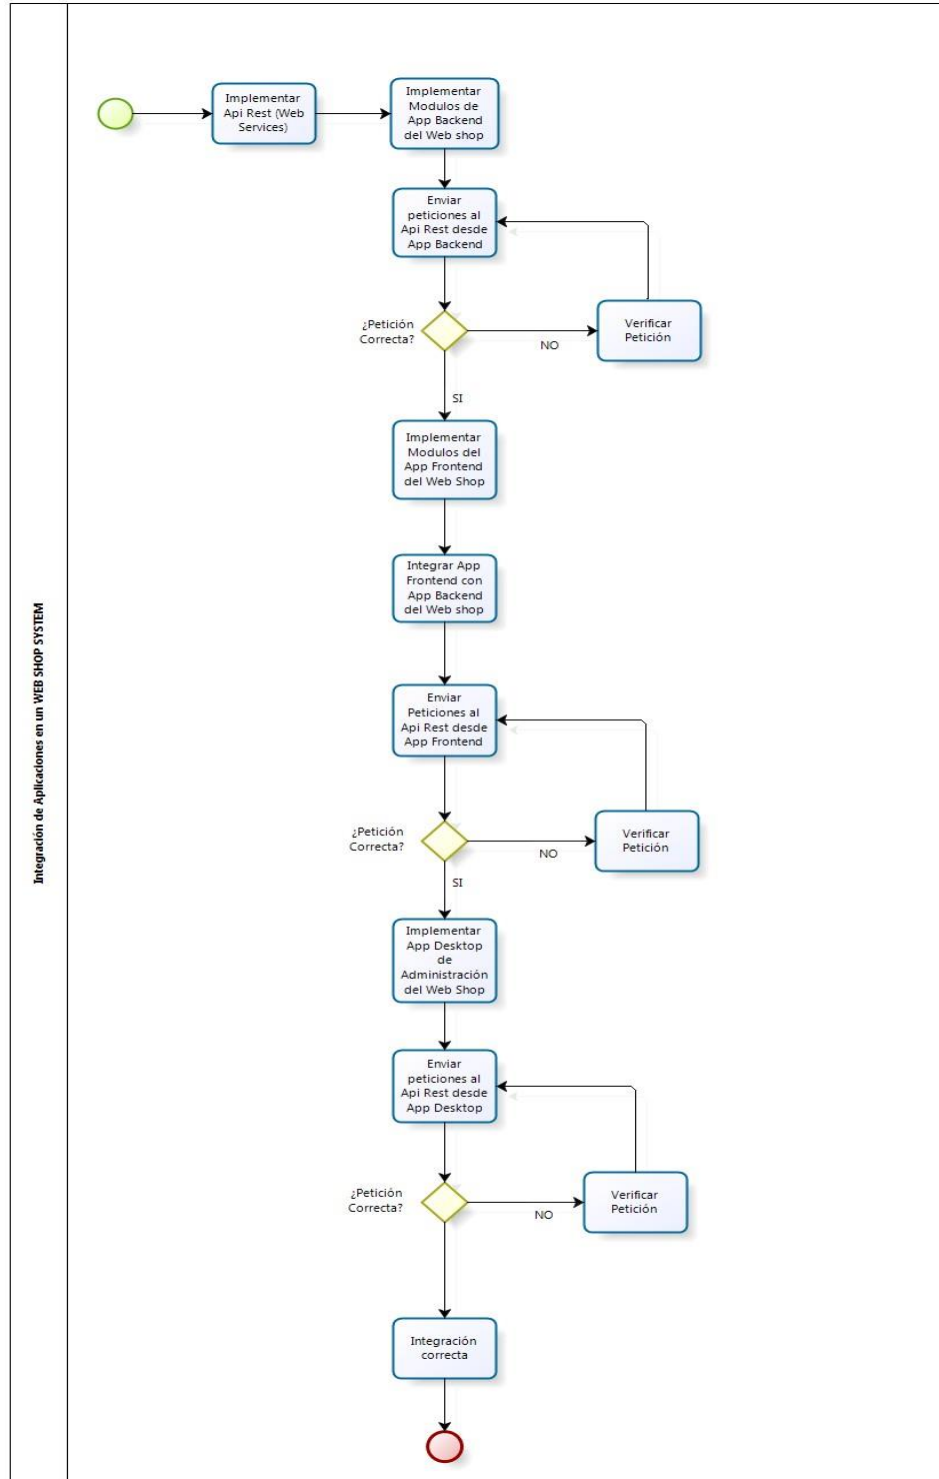 Integración de Aplicaciones en un WEB SHOP SYSTEM
Implementar
Api Rest (Web
Services)
Implementar
Modulos de
App Backend
del Web shop
Enviar
peticiones al
Api Rest desde
App Backend
¿Petición
Correcta?
NO
Verificar
Petición
SI
Implementar
Modulos del
App Frontend
del Web Shop
Integrar App
Frontend con
App Backend
del Web shop
Enviar
Peticiones al
Api Rest desde
App Frontend
¿Petición
Correcta?
NO
Verificar
Petición
SI
Implementar
App Desktop
de
Administración
del Web Shop
Enviar
peticiones al
Api Rest desde
App Desktop
¿Petición
Correcta?
NO
Verificar
Petición
Integración
correcta